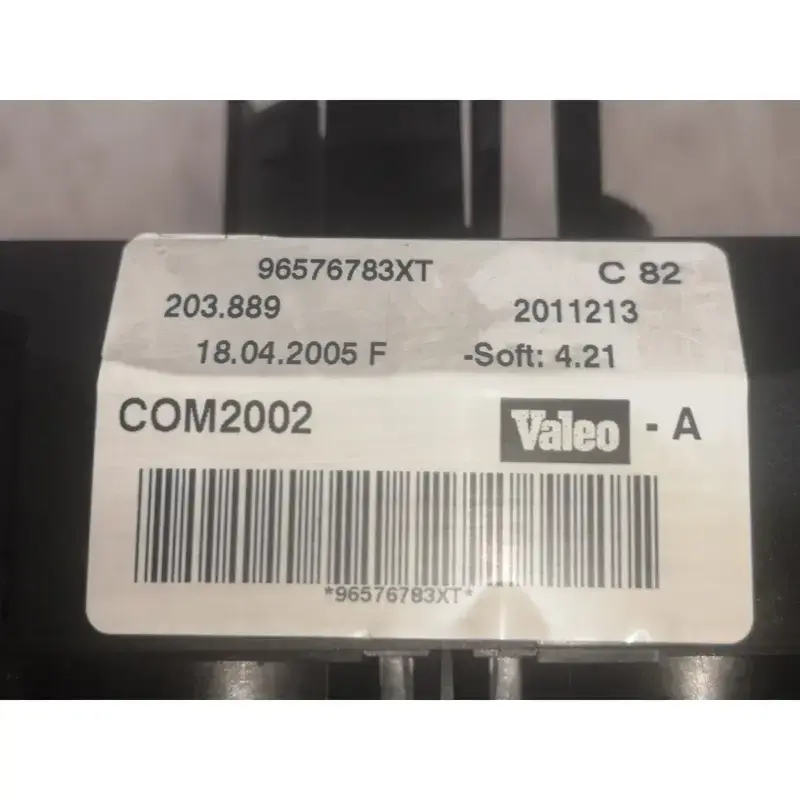 96576783XT C 82
203.889 2011213
18.04.2005 F -Soft: 4.21
COM2002 Valeo - A
*96576783XT*